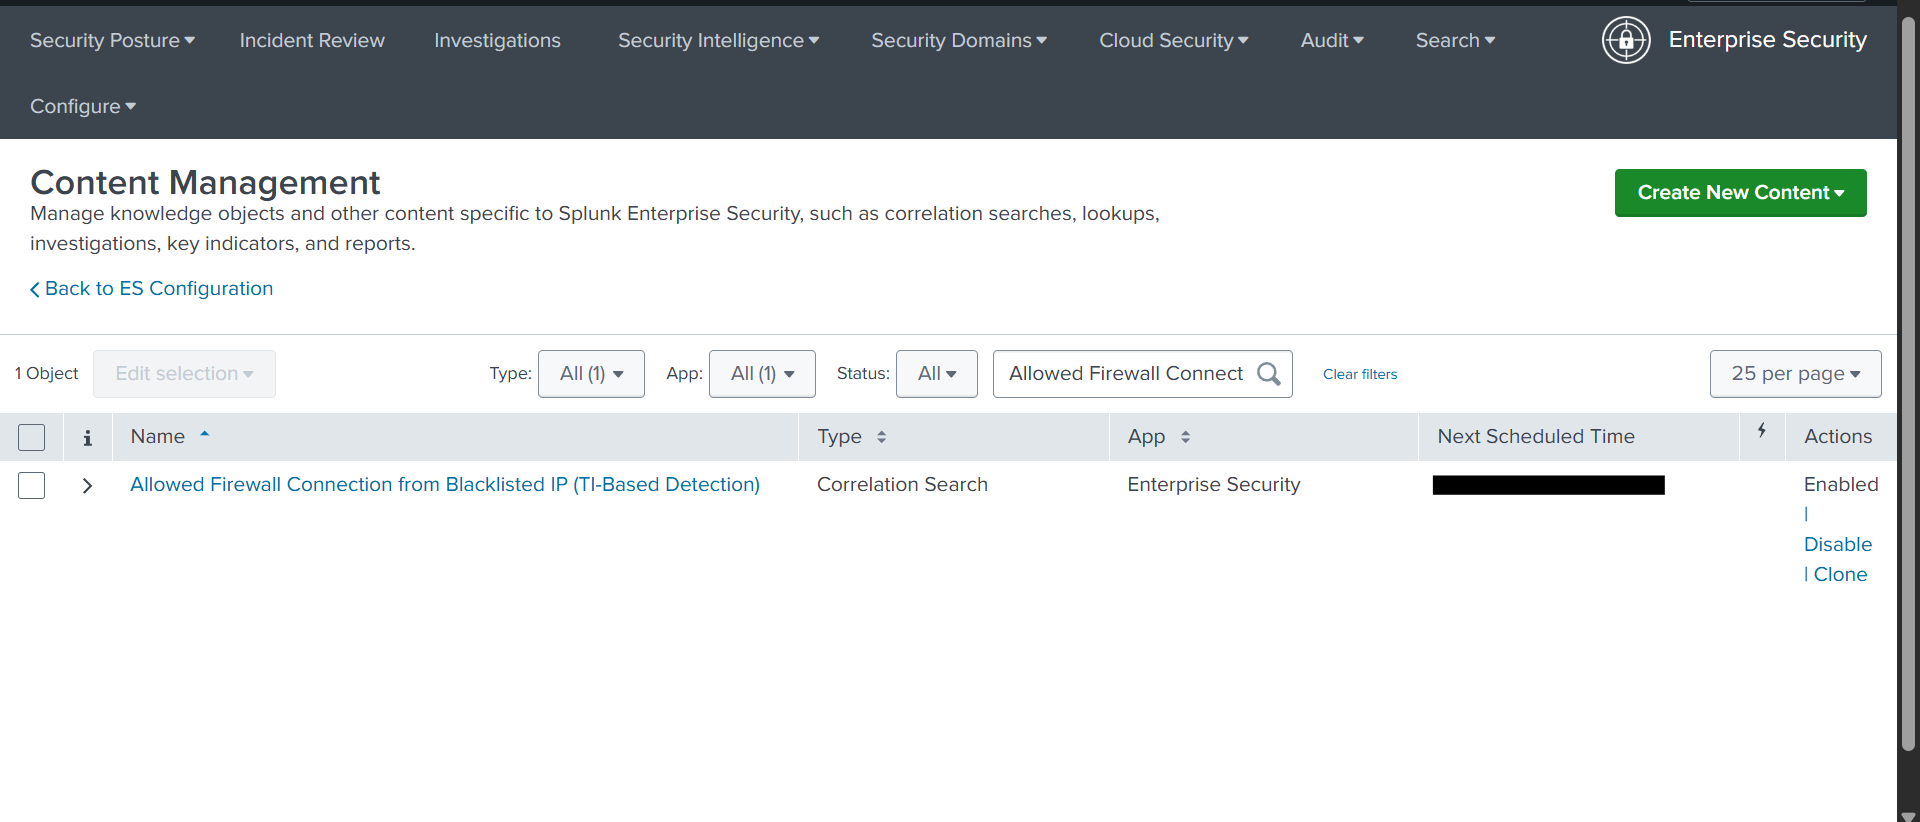 Security Posture Incident Review Investigations Security Intelligence Security Domains Cloud Security Audit Search Enterprise Security
Configure
Content Management
Manage knowledge objects and other content specific to Splunk Enterprise Security, such as correlation searches, lookups,
investigations, key indicators, and reports.
Create New Content
Back to ES Configuration
1 Object Edit selection Type: All (1) App: All (1) Status: All Allowed Firewall Connect Clear filters 25 per page
i Name Type App Next Scheduled Time Actions
Allowed Firewall Connection from Blacklisted IP (TI-Based Detection) Correlation Search Enterprise Security Enabled
|
Disable
| Clone